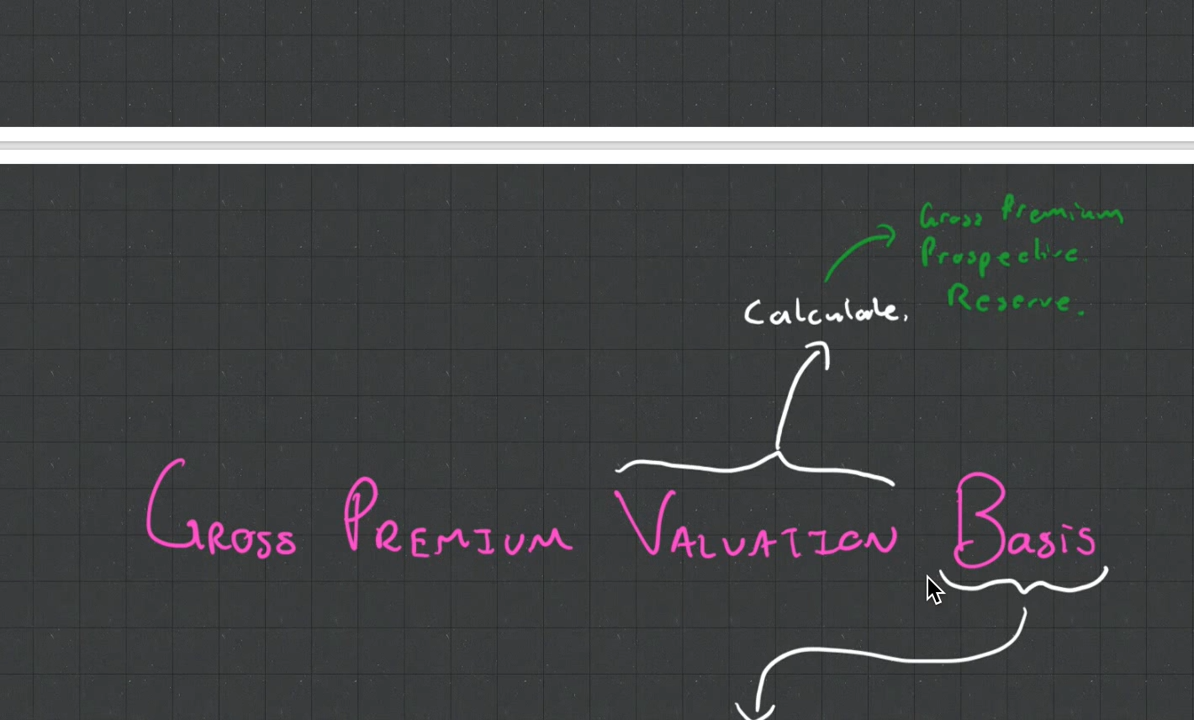 Gross Premium
Prospective
Reserve.
Calculate.
GROSS PREMIUM VALUATION Basis